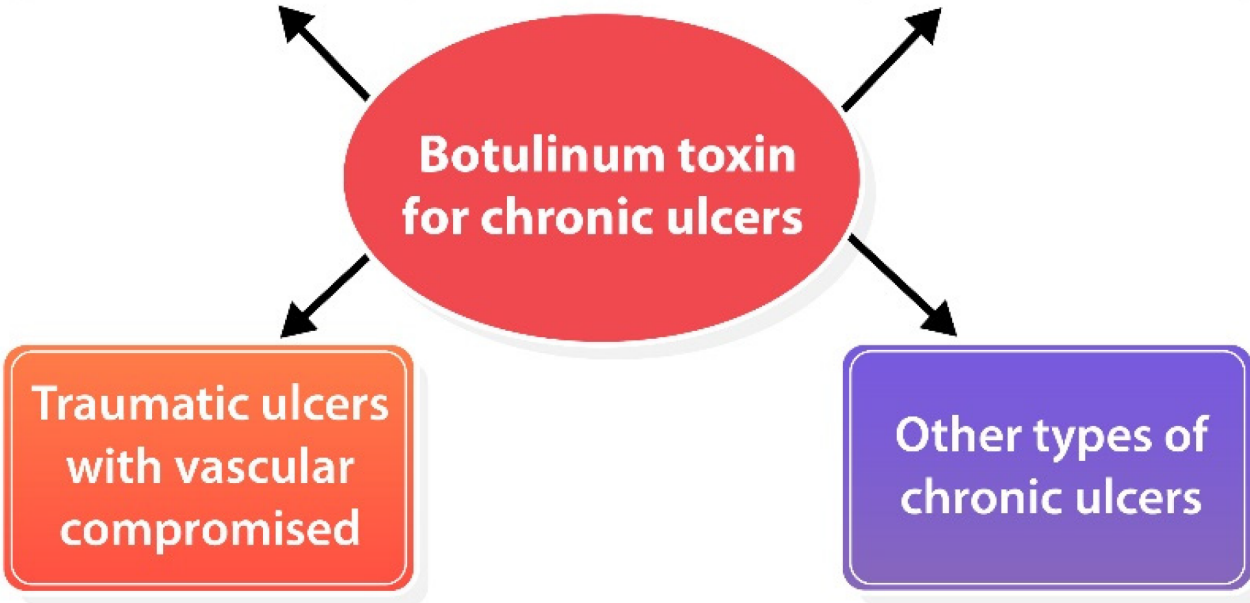 Botulinum toxin
for chronic ulcers
Traumatic ulcers
with vascular
compromised
Other types of
chronic ulcers